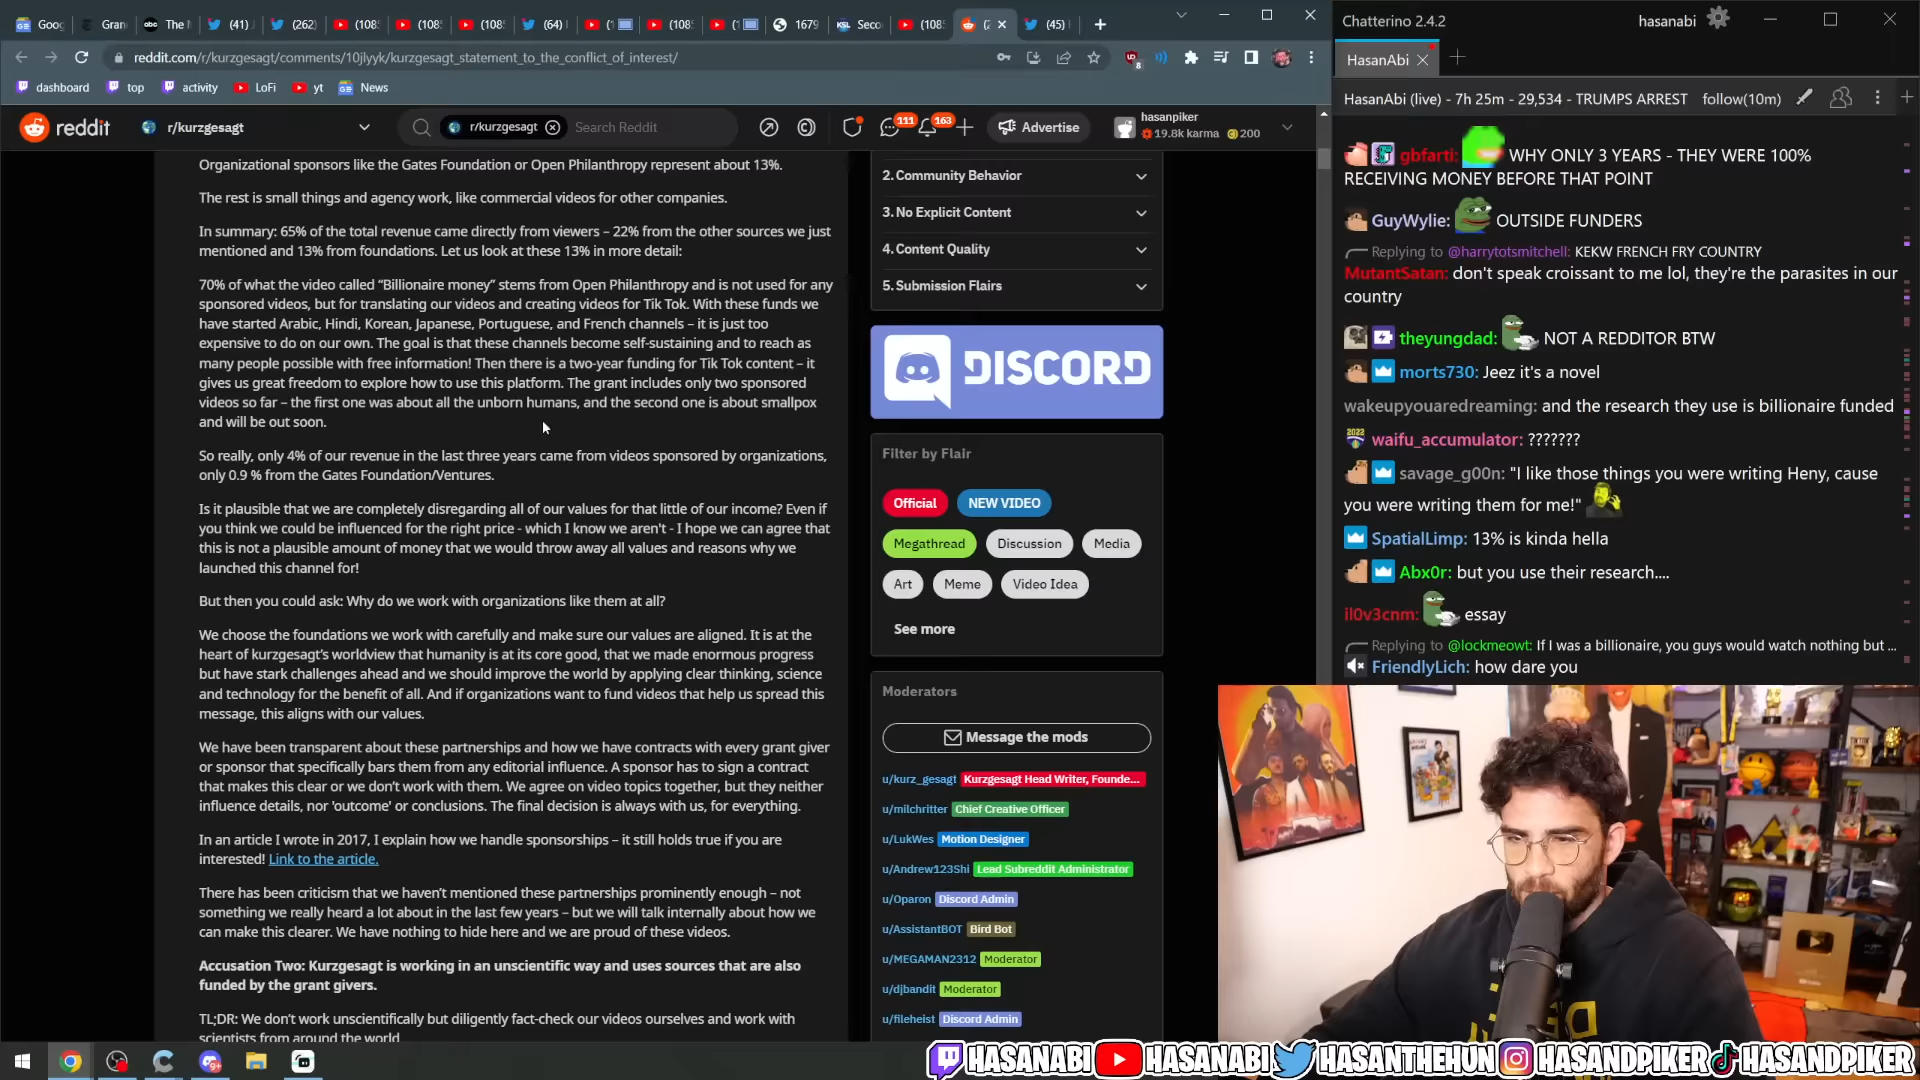 Goog
Gran
The M
(41)
(262)
(108
(108
(108
(64)
(1
(108
(1
1679
Seco
(108
(2
(45)
reddit.com/r/kurzgesagt/comments/10jlyyk/kurzgesagt_statement_to_the_conflict_of_interest/
8
dashboard
top
activity
LoFi
yt
News
reddit
r/kurzgesagt
r/kurzgesagt
Search Reddit
111
163
Advertise
hasanpiker
19.8k karma
200
Organizational sponsors like the Gates Foundation or Open Philanthropy represent about 13%.
The rest is small things and agency work, like commercial videos for other companies.
In summary: 65% of the total revenue came directly from viewers – 22% from the other sources we just
mentioned and 13% from foundations. Let us look at these 13% in more detail:
70% of what the video called “Billionaire money” stems from Open Philanthropy and is not used for any
sponsored videos, but for translating our videos and creating videos for Tik Tok. With these funds we
have started Arabic, Hindi, Korean, Japanese, Portuguese, and French channels – it is just too
expensive to do on our own. The goal is that these channels become self-sustaining and to reach as
many people possible with free information! Then there is a two-year funding for Tik Tok content – it
gives us great freedom to explore how to use this platform. The grant includes only two sponsored
videos so far – the first one was about all the unborn humans, and the second one is about smallpox
and will be out soon.
So really, only 4% of our revenue in the last three years came from videos sponsored by organizations,
only 0.9 % from the Gates Foundation/Ventures.
Is it plausible that we are completely disregarding all of our values for that little of our income? Even if
you think we could be influenced for the right price - which I know we aren't - I hope we can agree that
this is not a plausible amount of money that we would throw away all values and reasons why we
launched this channel for!
But then you could ask: Why do we work with organizations like them at all?
We choose the foundations we work with carefully and make sure our values are aligned. It is at the
heart of kurzgesagt’s worldview that humanity is at its core good, that we made enormous progress
but have stark challenges ahead and we should improve the world by applying clear thinking, science
and technology for the benefit of all. And if organizations want to fund videos that help us spread this
message, this aligns with our values.
We have been transparent about these partnerships and how we have contracts with every grant giver
or sponsor that specifically bars them from any editorial influence. A sponsor has to sign a contract
that makes this clear or we don’t work with them. We agree on video topics together, but they neither
influence details, nor 'outcome' or conclusions. The final decision is always with us, for everything.
In an article I wrote in 2017, I explain how we handle sponsorships – it still holds true if you are
interested! Link to the article.
There has been criticism that we haven’t mentioned these partnerships prominently enough – not
something we really heard a lot about in the last few years – but we will talk internally about how we
can make this clearer. We have nothing to hide here and we are proud of these videos.
Accusation Two: Kurzgesagt is working in an unscientific way and uses sources that are also
funded by the grant givers.
TL;DR: We don’t work unscientifically but diligently fact-check our videos ourselves and work with
scientists from around the world
2. Community Behavior
3. No Explicit Content
4. Content Quality
5. Submission Flairs
DISCORD
Filter by Flair
Official
NEW VIDEO
Megathread
Discussion
Media
Art
Meme
Video Idea
See more
Moderators
Message the mods
u/kurz_gesagt Kurzgesagt Head Writer, Founde...
u/milchritter Chief Creative Officer
u/LukWes Motion Designer
u/Andrew123Shi Lead Subreddit Administrator
u/Oparon Discord Admin
u/AssistantBOT Bird Bot
u/MEGAMAN2312 Moderator
u/djbandit Moderator
u/fileheist Discord Admin
Chatterino 2.4.2
hasanabi
HasanAbi
HasanAbi (live) - 7h 25m - 29,534 - TRUMPS ARREST
follow(10m)
gbfarti: WHY ONLY 3 YEARS - THEY WERE 100%
RECEIVING MONEY BEFORE THAT POINT
GuyWylie: OUTSIDE FUNDERS
Replying to @harrytotsmitchell: KEKW FRENCH FRY COUNTRY
MutantSatan: don't speak croissant to me lol, they're the parasites in our
country
theyungdad: NOT A REDDITOR BTW
morts730: Jeez it's a novel
wakeupyouaredreaming: and the research they use is billionaire funded
2022
waifu_accumulator: ???????
savage_g00n: "I like those things you were writing Heny, cause
you were writing them for me!"
SpatialLimp: 13% is kinda hella
Abx0r: but you use their research....
il0v3cnm: essay
Replying to @lockmeowt: If I was a billionaire, you guys would watch nothing but ...
FriendlyLich: how dare you
HASANABI
HASANABI
HASANTHEHUN
HASANDPIKER
HASANDPIKER